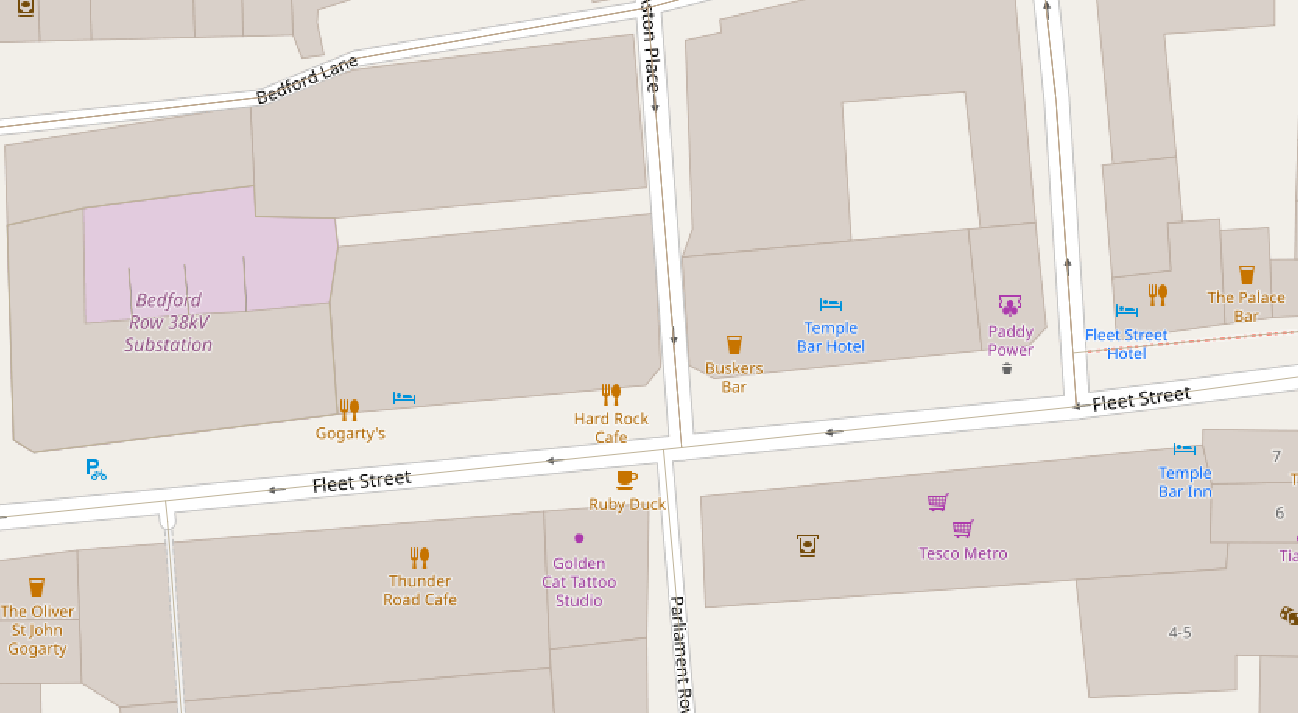 Bedford Lane
Bedford
Row 38kV
Substation
Temple
Bar Hotel
Buskers
Bar
Paddy
Power
The Palace
Bar
Fleet Street
Hotel
Gogarty's
Hard Rock
Cafe
Fleet Street
Fleet Street
P
Ruby Duck
Temple
Bar Inn
7
6
Tesco Metro
Golden
Cat Tattoo
Studio
Thunder
Road Cafe
The Oliver
St John
Gogarty
4-5
Parliament Row
Place